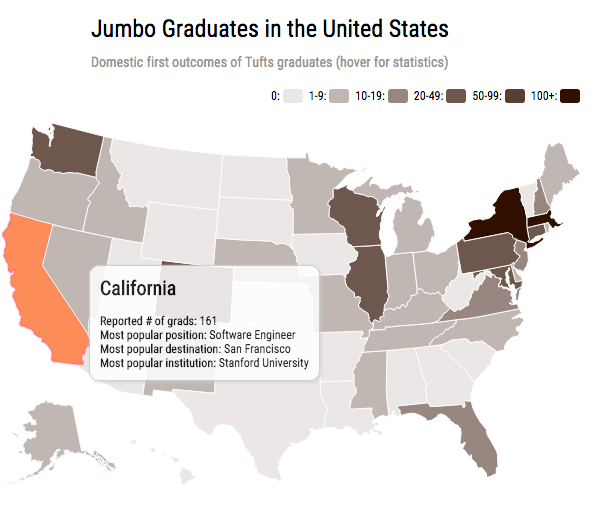 Jumbo Graduates in the United States
Domestic first outcomes of Tufts graduates (hover for statistics)
0: 1-9: 10-19: 20-49: 50-99: 100+:
California
Reported # of grads: 161
Most popular position: Software Engineer
Most popular destination: San Francisco
Most popular institution: Stanford University